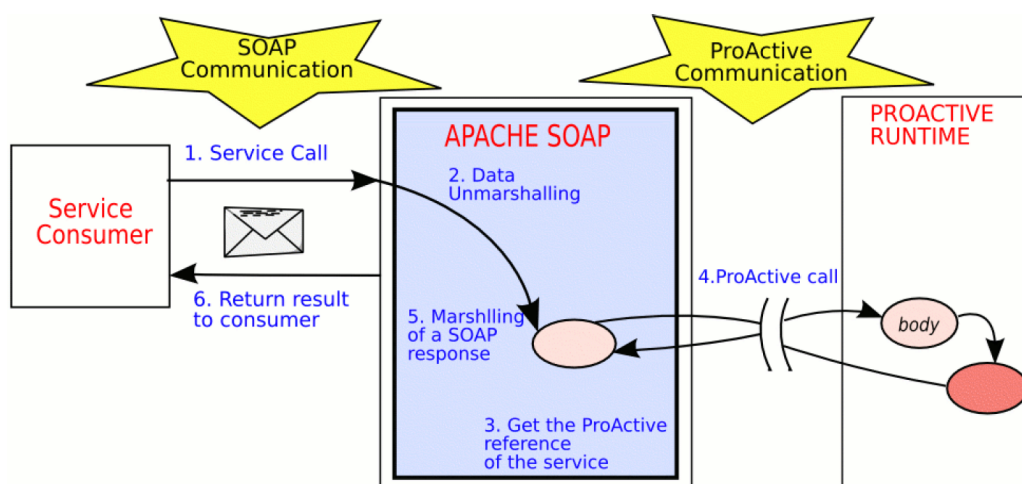 SOAP
Communication
ProActive
Communication
APACHE SOAP
PROACTIVE
RUNTIME
Service
Consumer
1. Service Call
2. Data
Unmarshalling
3. Get the ProActive
reference
of the service
4.ProActive call
body
5. Marshlling
of a SOAP
response
6. Return result
to consumer